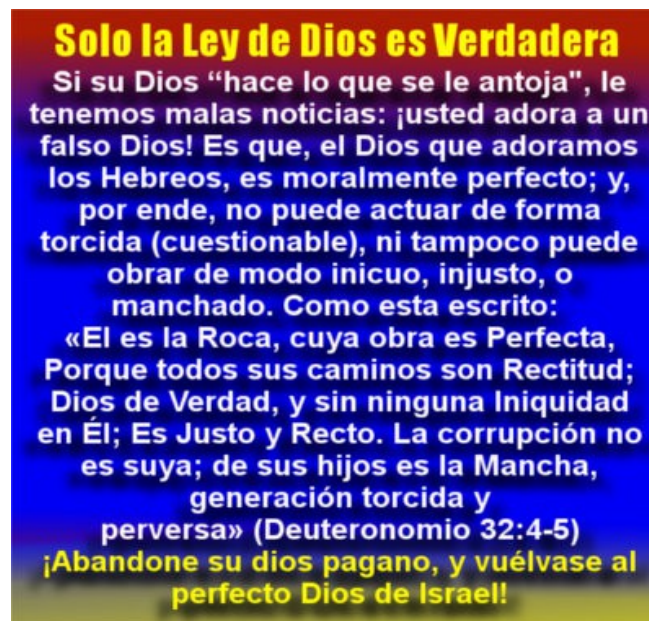 Solo la Ley de Dios es Verdadera
Si su Dios “hace lo que se le antoja", le
tenemos malas noticias: ¡usted adora a un
falso Dios! Es que, el Dios que adoramos
los Hebreos, es moralmente perfecto; y,
por ende, no puede actuar de forma
torcida (cuestionable), ni tampoco puede
obrar de modo inicuo, injusto, o
manchado. Como esta escrito:
«El es la Roca, cuya obra es Perfecta,
Porque todos sus caminos son Rectitud;
Dios de Verdad, y sin ninguna Iniquidad
en Él; Es Justo y Recto. La corrupción no
es suya; de sus hijos es la Mancha,
generación torcida y
perversa» (Deuteronomio 32:4-5)
¡Abandone su dios pagano, y vuélvase al
perfecto Dios de Israel!